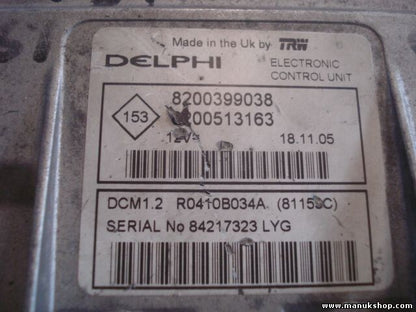 Made in the Uk by TRW
DELPHI ELECTRONIC
CONTROL UNIT
153
8200399038
200513163
12V 18.11.05
DCM1.2 R0410B034A
SERIAL No 84217323 LYG
www.manukshop.com